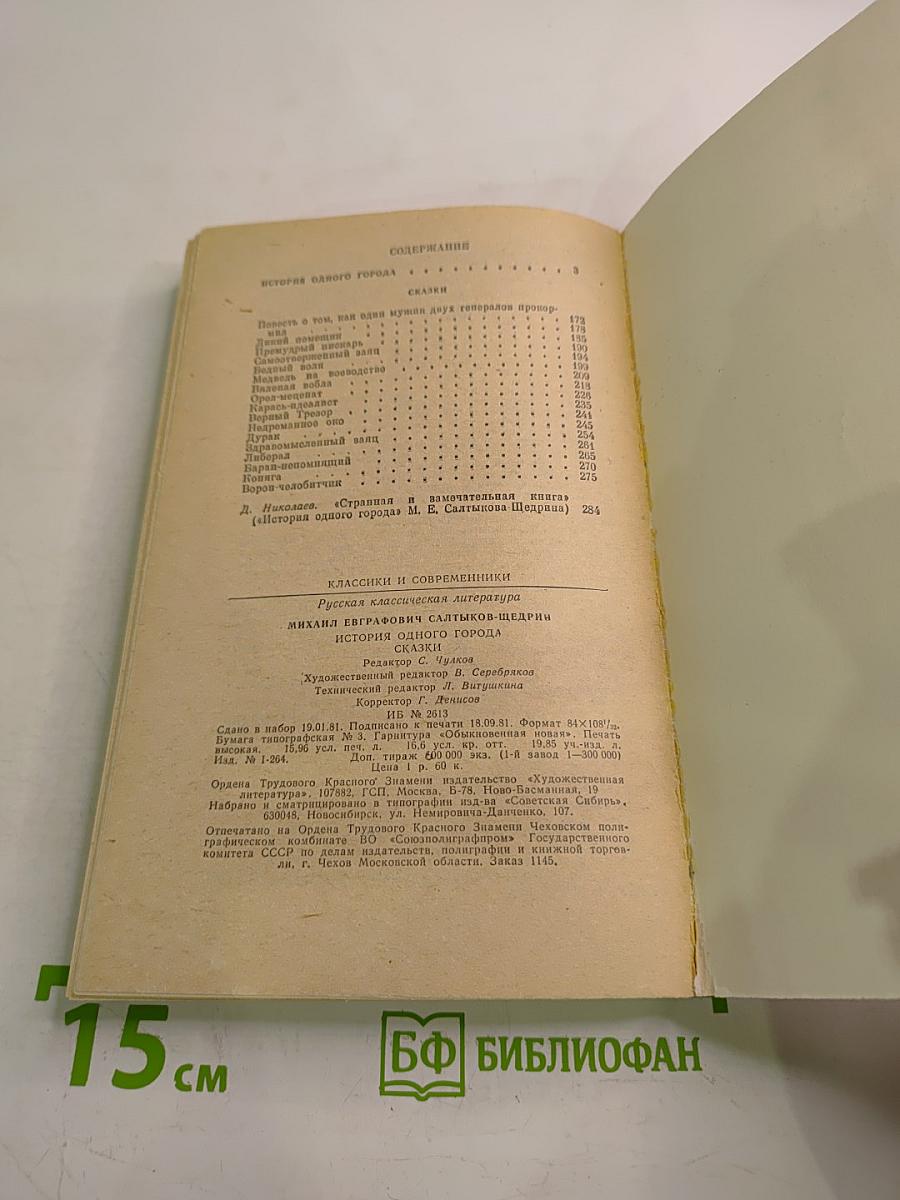 СОДЕРЖАНИЕ
ИСТОРИЯ ОДНОГО ГОРОДА 3
СКАЗКИ
Повесть о том, как один мужик двух генералов прокор-
мил 172
Дикий помещик 178
Премудрый пискарь 185
Самоотверженный заяц 190
Бедный волк 194
Медведь на воеводстве 199
Вяленая вобла 209
Орел-меценат 218
Карась-идеалист 226
Верный Трезор 235
Недреманное око 241
Дурак 245
Здравомысленный заяц 254
Либерал 261
Баран-непомнящий 265
Коняга 270
Ворон-челобитчик 275
Д. Николаев. «Странная и замечательная книга»
(«История одного города» М. Е. Салтыкова-Щедрина) 284
КЛАССИКИ И СОВРЕМЕННИКИ
Русская классическая литература
МИХАИЛ ЕВГРАФОВИЧ САЛТЫКОВ-ЩЕДРИН
ИСТОРИЯ ОДНОГО ГОРОДА
СКАЗКИ
Редактор С. Чулков
Художественный редактор В. Серебряков
Технический редактор Л. Витушкина
Корректор Г. Денисов
ИБ № 2613
Сдано в набор 19.01.81. Подписано к печати 18.09.81. Формат 84×108¹/₃₂.
Бумага типографская № 3. Гарнитура «Обыкновенная новая». Печать
высокая. 15,96 усл. печ. л. 16,6 усл. кр. отт. 19,85 уч.-изд. л.
Изд. № I-264. Доп. тираж 600 000 экз. (1-й завод 1—300 000)
Цена 1 р. 60 к.
Ордена Трудового Красного Знамени издательство «Художественная
литература», 107882, ГСП, Москва, Б-78, Ново-Басманная, 19
Набрано и сматрицировано в типографии изд-ва «Советская Сибирь»,
630048, Новосибирск, ул. Немировича-Данченко, 107.
Отпечатано на Ордена Трудового Красного Знамени Чеховском поли-
графическом комбинате ВО «Союзполиграфпром» Государственного
комитета СССР по делам издательств, полиграфии и книжной торгов-
ли, г. Чехов Московской области. Заказ 1145.
15 см
БФ БИБЛИОФАН